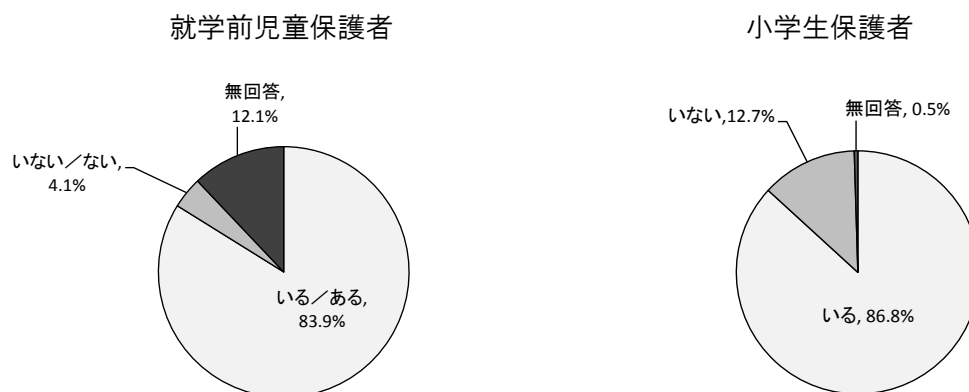 就学前児童保護者
無回答,
12.1%
いない／ない,
4.1%
いる／ある,
83.9%
小学生保護者
いない,12.7%
無回答, 0.5%
いる, 86.8%